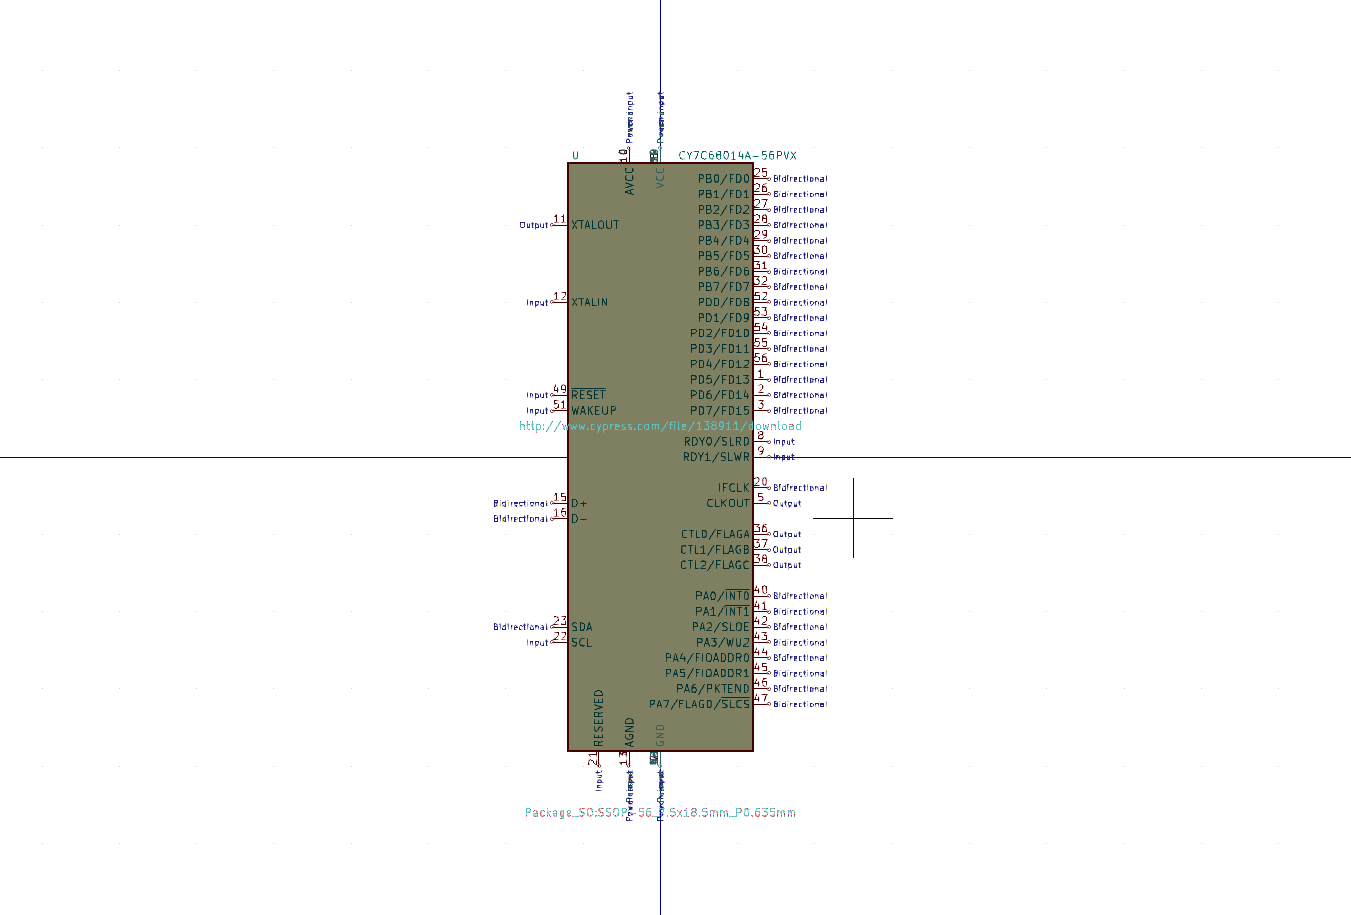 Power input
Power input
U
CY7C68014A-56PVX
AVCC
VCC
PB0/FD0 25 Bidirectional
PB1/FD1 26 Bidirectional
PB2/FD2 27 Bidirectional
Output 11 XTALOUT
PB3/FD3 28 Bidirectional
PB4/FD4 29 Bidirectional
PB5/FD5 30 Bidirectional
PB6/FD6 31 Bidirectional
PB7/FD7 32 Bidirectional
Input 12 XTALIN
PD0/FD8 52 Bidirectional
PD1/FD9 53 Bidirectional
PD2/FD10 54 Bidirectional
PD3/FD11 55 Bidirectional
PD4/FD12 56 Bidirectional
PD5/FD13 1 Bidirectional
Input 49 RESET
PD6/FD14 2 Bidirectional
Input 51 WAKEUP
PD7/FD15 3 Bidirectional
http://www.cypress.com/file/138911/download
RDY0/SLRD 8 Input
RDY1/SLWR 9 Input
IFCLK 20 Bidirectional
Bidirectional 15 D+
CLKOUT 5 Output
Bidirectional 16 D-
CTL0/FLAGA 36 Output
CTL1/FLAGB 37 Output
CTL2/FLAGC 38 Output
PA0/INT0 40 Bidirectional
PA1/INT1 41 Bidirectional
Bidirectional 23 SDA
PA2/SLOE 42 Bidirectional
Input 22 SCL
PA3/WU2 43 Bidirectional
PA4/FIOADDR0 44 Bidirectional
PA5/FIOADDR1 45 Bidirectional
PA6/PKTEND 46 Bidirectional
PA7/FLAGD/SLCS 47 Bidirectional
RESERVED
AGND
GND
21
13
Input
Package_SO:SSOP-56_7.5x18.5mm_P0.635mm